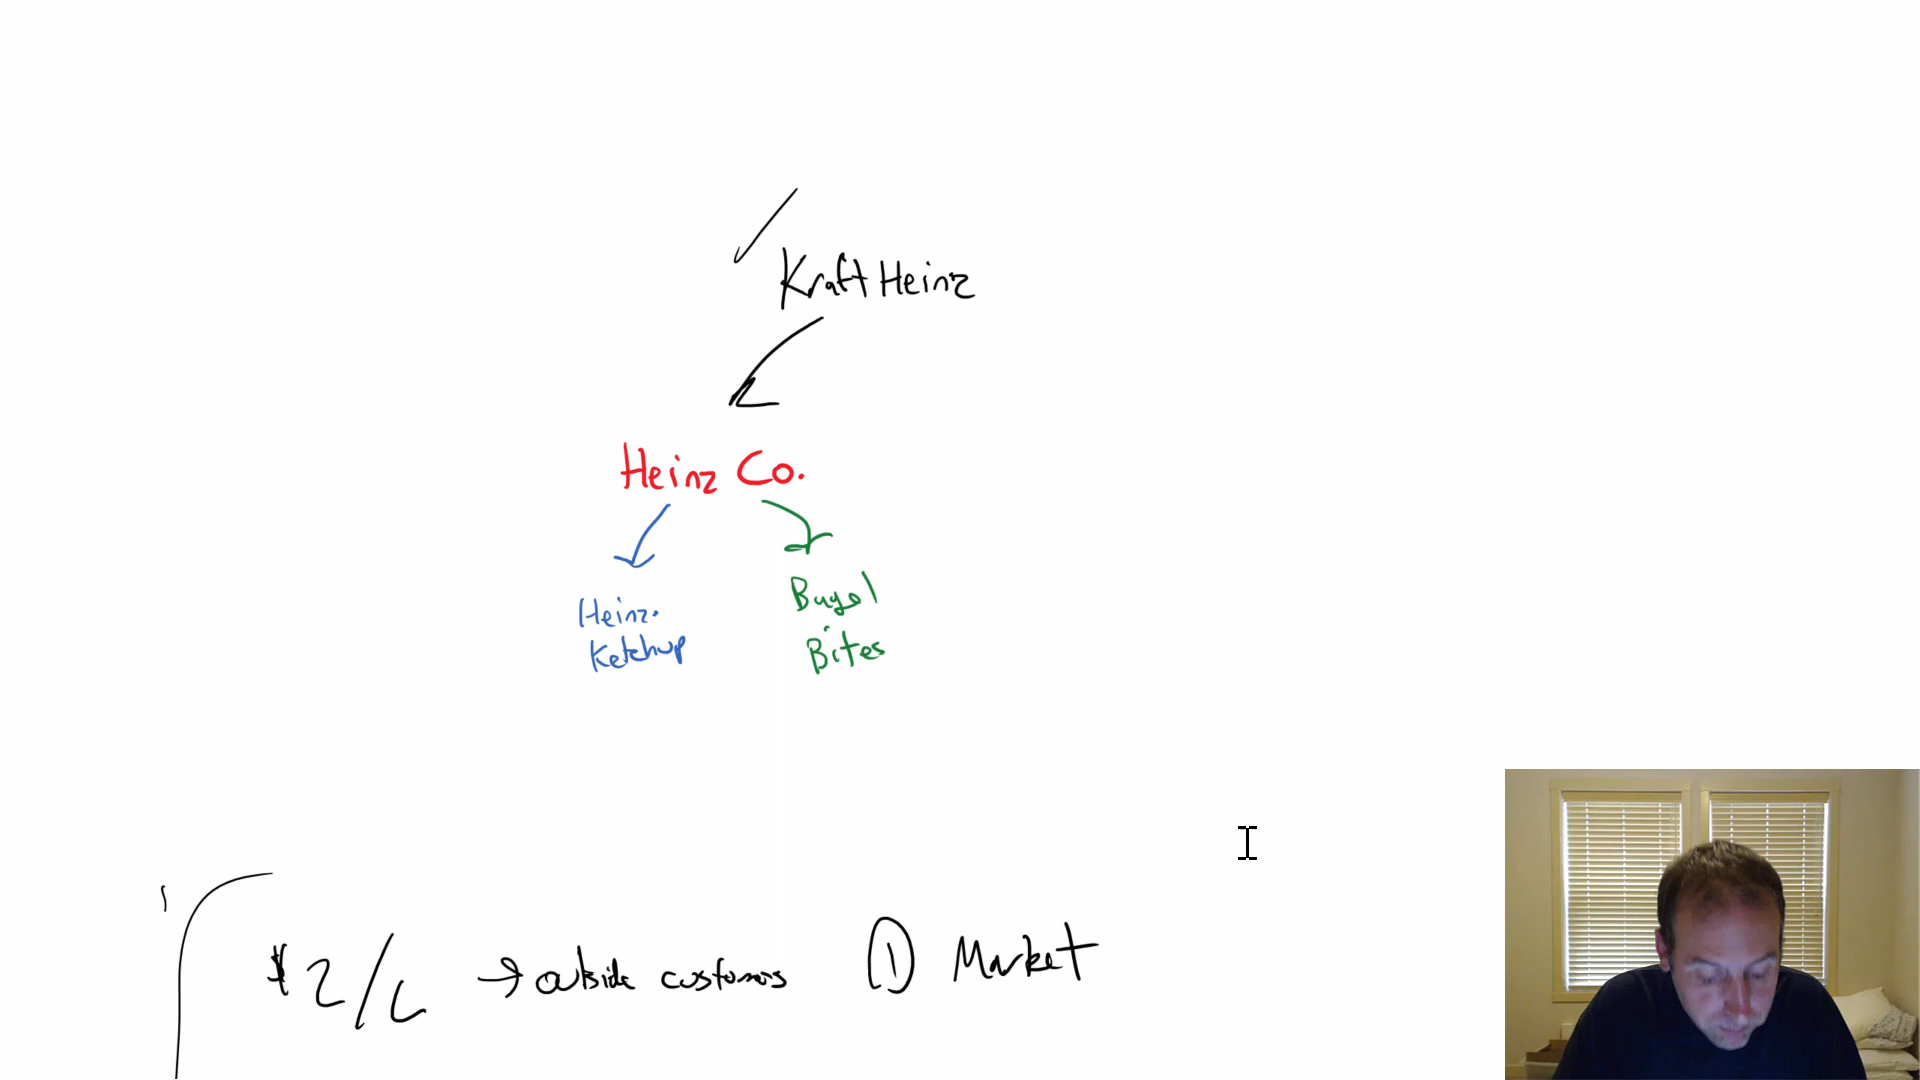 Kraft Heinz
Heinz Co.
Heinz
Ketchup
Bagel
Bites
$2/L → outside customers ① Market